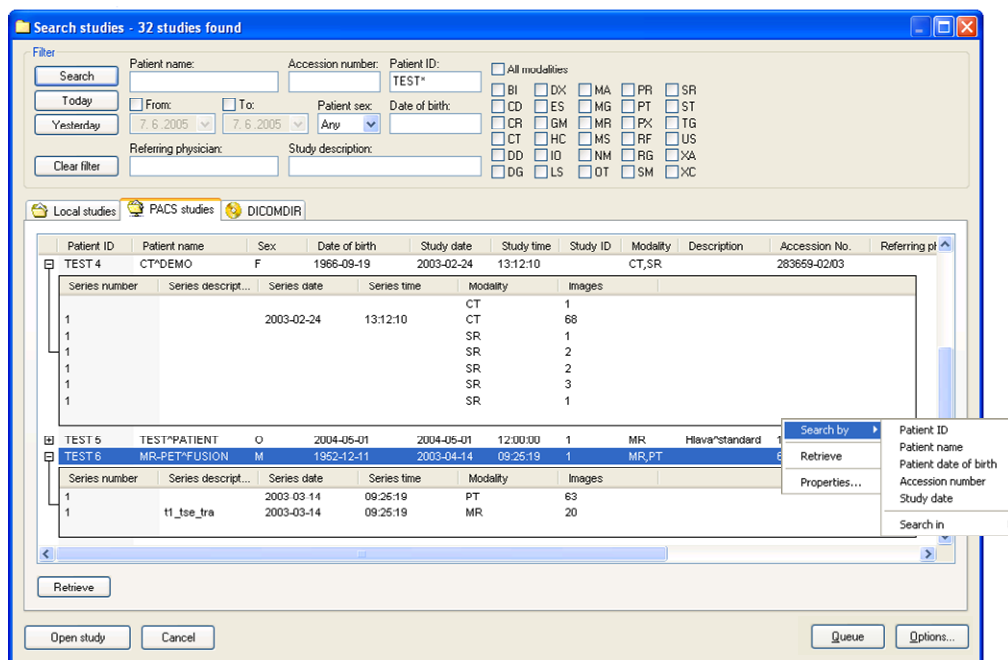 Search studies - 32 studies found
Filter
Search
Today
Yesterday
Clear filter
Patient name:
Accession number:
Patient ID:
TEST*
From:
To:
Patient sex:
Date of birth:
7. 6 .2005
7. 6 .2005
Any
Referring physician:
Study description:
All modalities
BI DX MA PR SR
CD ES MG PT ST
CR GM MR PX TG
CT HC MS RF US
DD IO NM RG XA
DG LS OT SM XC
Local studies PACS studies DICOMDIR
Patient ID Patient name Sex Date of birth Study date Study time Study ID Modality Description Accession No. Referring pl
TEST 4 CT^DEMO F 1966-09-19 2003-02-24 13:12:10 CT,SR 283659-02/03
Series number Series descript... Series date Series time Modality Images
CT 1
1 2003-02-24 13:12:10 CT 68
1 SR 1
1 SR 2
1 SR 2
1 SR 3
1 SR 1
TEST 5 TEST^PATIENT O 2004-05-01 2004-05-01 12:00:00 1 MR Hlava^standard 1
TEST 6 MR-PET^FUSION M 1952-12-11 2003-04-14 09:25:19 1 MR,PT 6
Series number Series descript... Series date Series time Modality Images
1 2003-03-14 09:25:19 PT 63
1 t1_tse_tra 2003-03-14 09:25:19 MR 20
Search by
Retrieve
Properties...
Patient ID
Patient name
Patient date of birth
Accession number
Study date
Search in
Retrieve
Open study Cancel Queue Options...